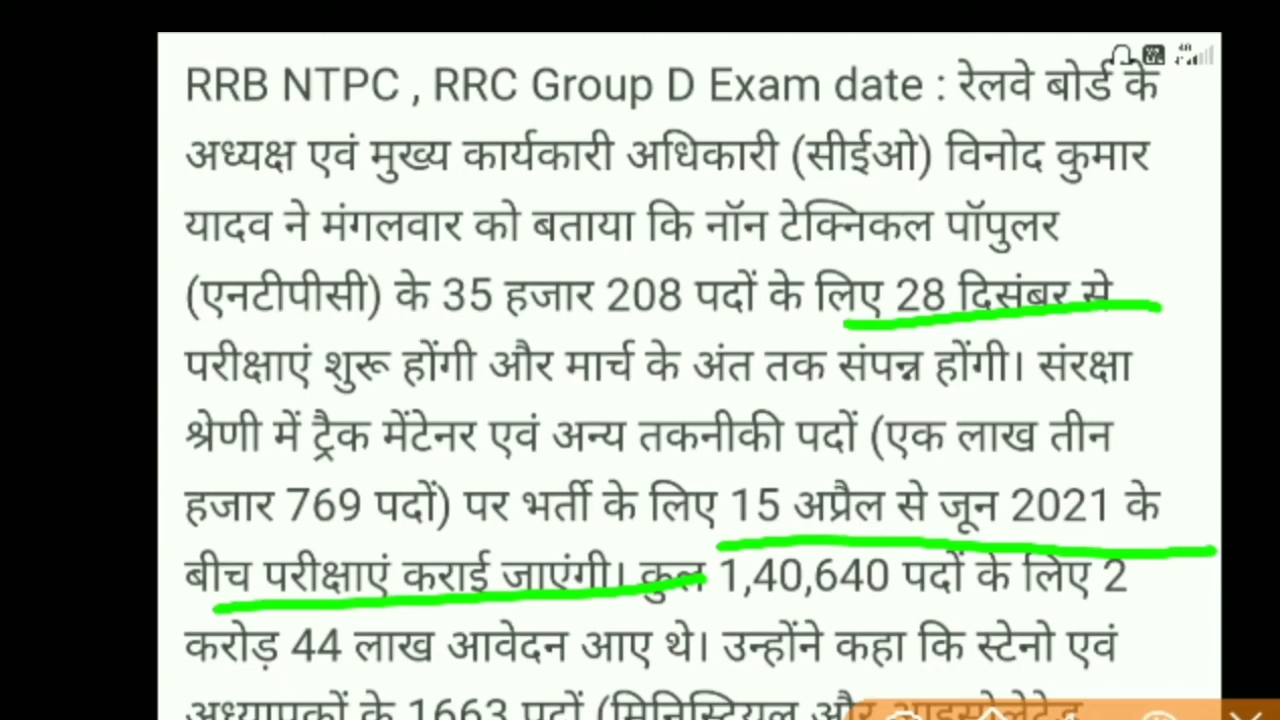 RRB NTPC , RRC Group D Exam date : रेलवे बोर्ड के
अध्यक्ष एवं मुख्य कार्यकारी अधिकारी (सीईओ) विनोद कुमार
यादव ने मंगलवार को बताया कि नॉन टेक्निकल पॉपुलर
(एनटीपीसी) के 35 हजार 208 पदों के लिए 28 दिसंबर से
परीक्षाएं शुरू होंगी और मार्च के अंत तक संपन्न होंगी। संरक्षा
श्रेणी में ट्रैक मेंटेनर एवं अन्य तकनीकी पदों (एक लाख तीन
हजार 769 पदों) पर भर्ती के लिए 15 अप्रैल से जून 2021 के
बीच परीक्षाएं कराई जाएंगी। कुल 1,40,640 पदों के लिए 2
करोड़ 44 लाख आवेदन आए थे। उन्होंने कहा कि स्टेनो एवं
अध्यापकों के 1663 पदों (मिनिस्ट्रियल और